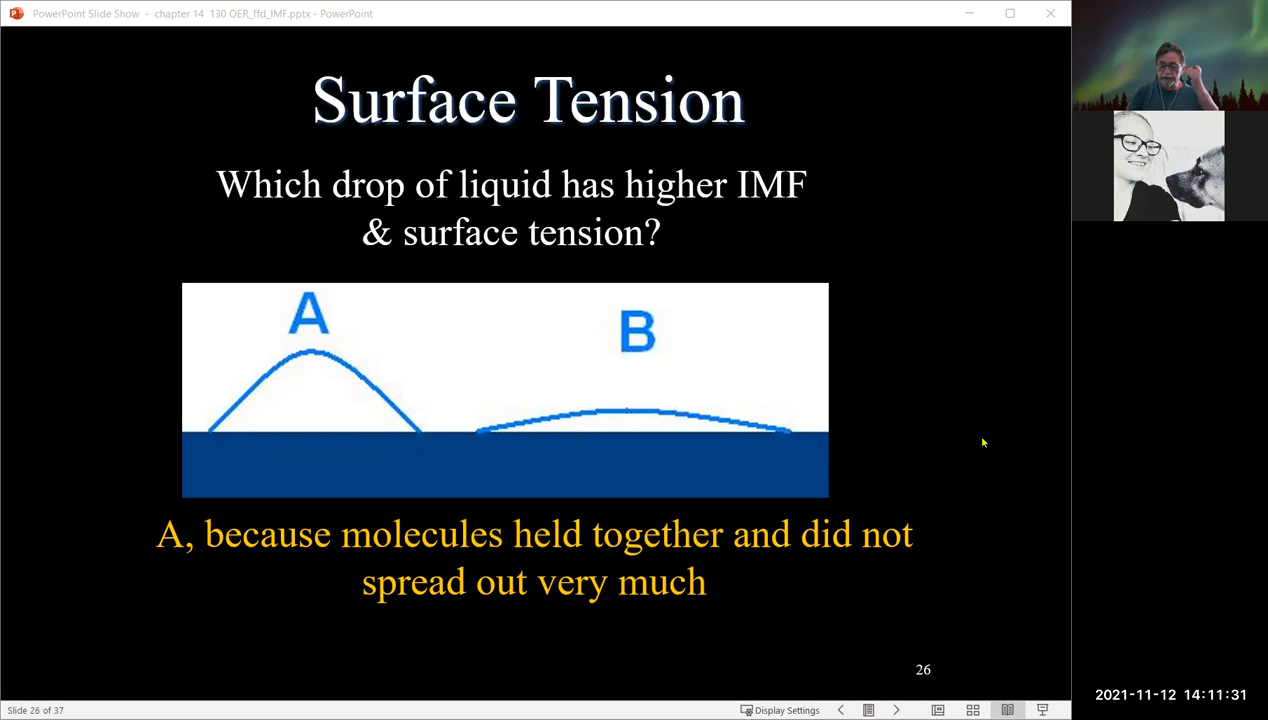 PowerPoint Slide Show - chapter 14 130 OER_ffd_IMF.pptx - PowerPoint
Surface Tension
Which drop of liquid has higher IMF
& surface tension?
A
B
A, because molecules held together and did not
spread out very much
26
2021-11-12 14:11:31
Slide 26 of 37
Display Settings